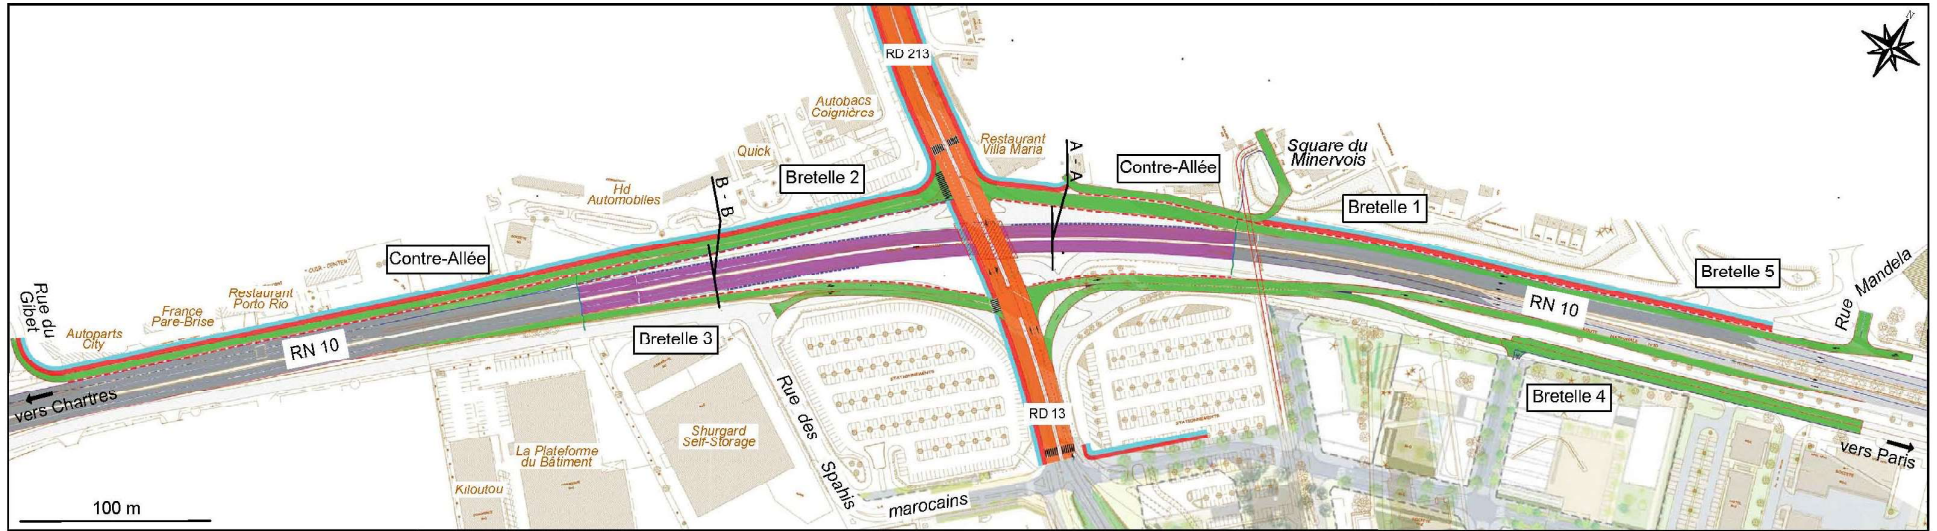 N
RD 213
Autobacs
Coignières
Quick
Bretelle 2
Hd
Automobiles
B - B
Restaurant
Villa Maria
A - A
Contre-Allée
Square du
Minervois
Bretelle 1
Bretelle 5
Rue Mandela
Contre-Allée
Rue du
Gibet
Autoparts
City
France
Pare-Brise
Restaurant
Porto Rio
RN 10
RN 10
vers Chartres
Bretelle 3
Rue des
Spahis
marocains
RD 13
Bretelle 4
vers Paris
Shurgard
Self-Storage
La Plateforme
du Bâtiment
Kiloutou
100 m